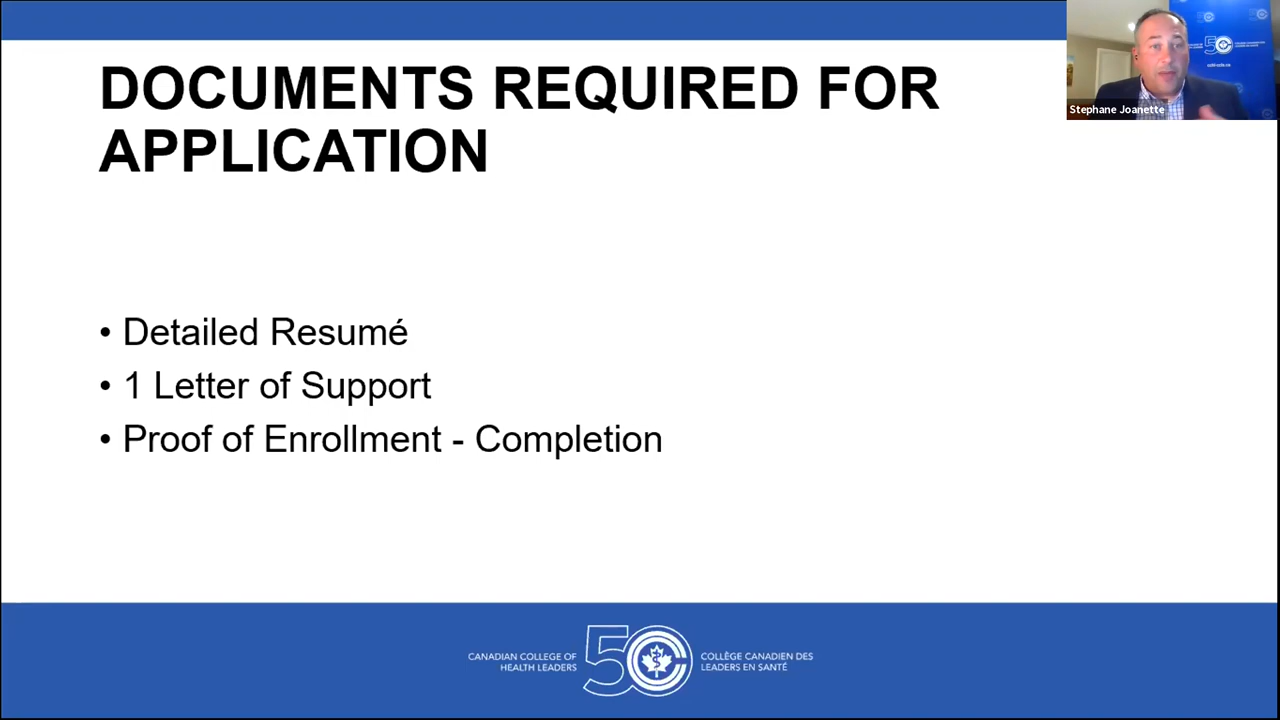 DOCUMENTS REQUIRED FOR
APPLICATION
Stephane Joanette
• Detailed Resumé
• 1 Letter of Support
• Proof of Enrollment - Completion
CANADIAN COLLEGE OF
HEALTH LEADERS
50
COLLÈGE CANADIEN DES
LEADERS EN SANTÉ